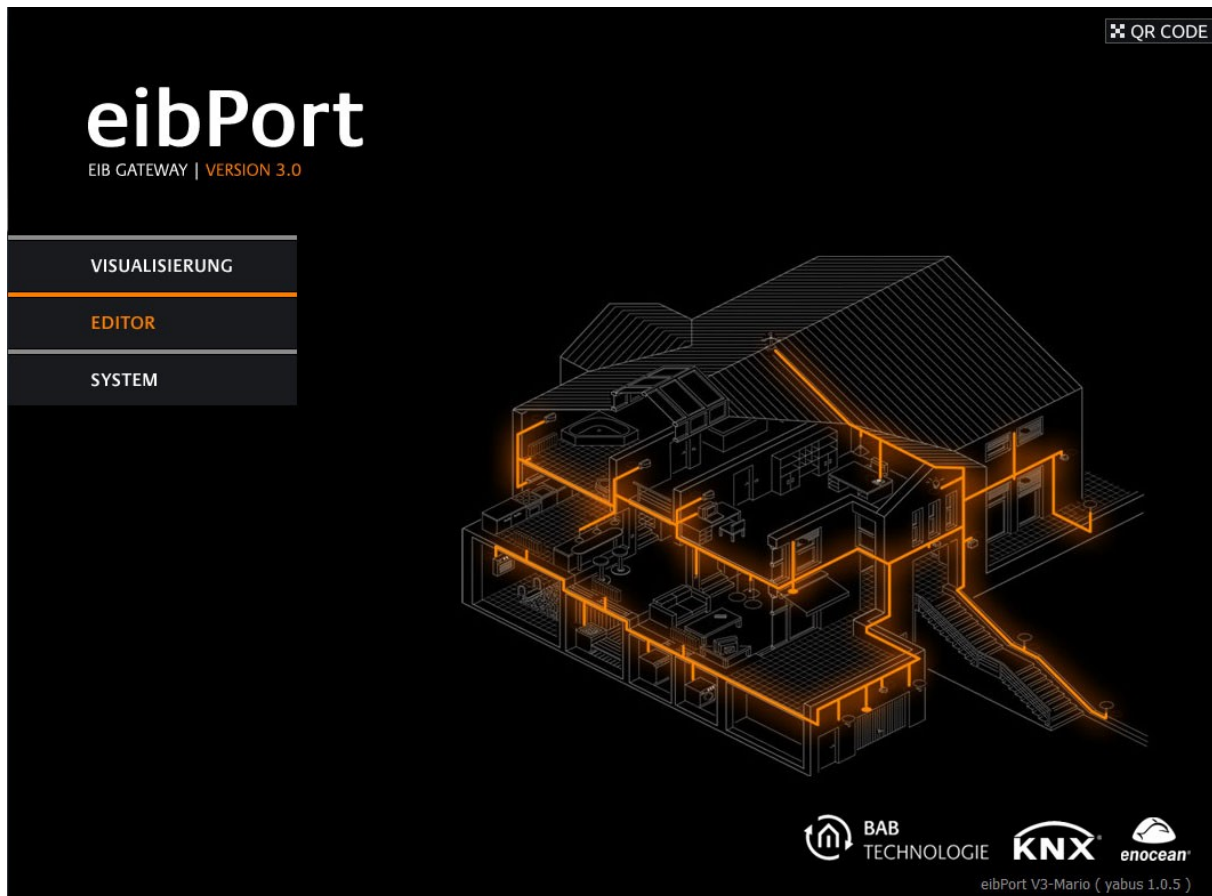 QR CODE
eibPort
EIB GATEWAY | VERSION 3.0
VISUALISIERUNG
EDITOR
SYSTEM
BAB
TECHNOLOGIE
KNX®
enocean®
eibPort V3-Mario ( yabus 1.0.5 )